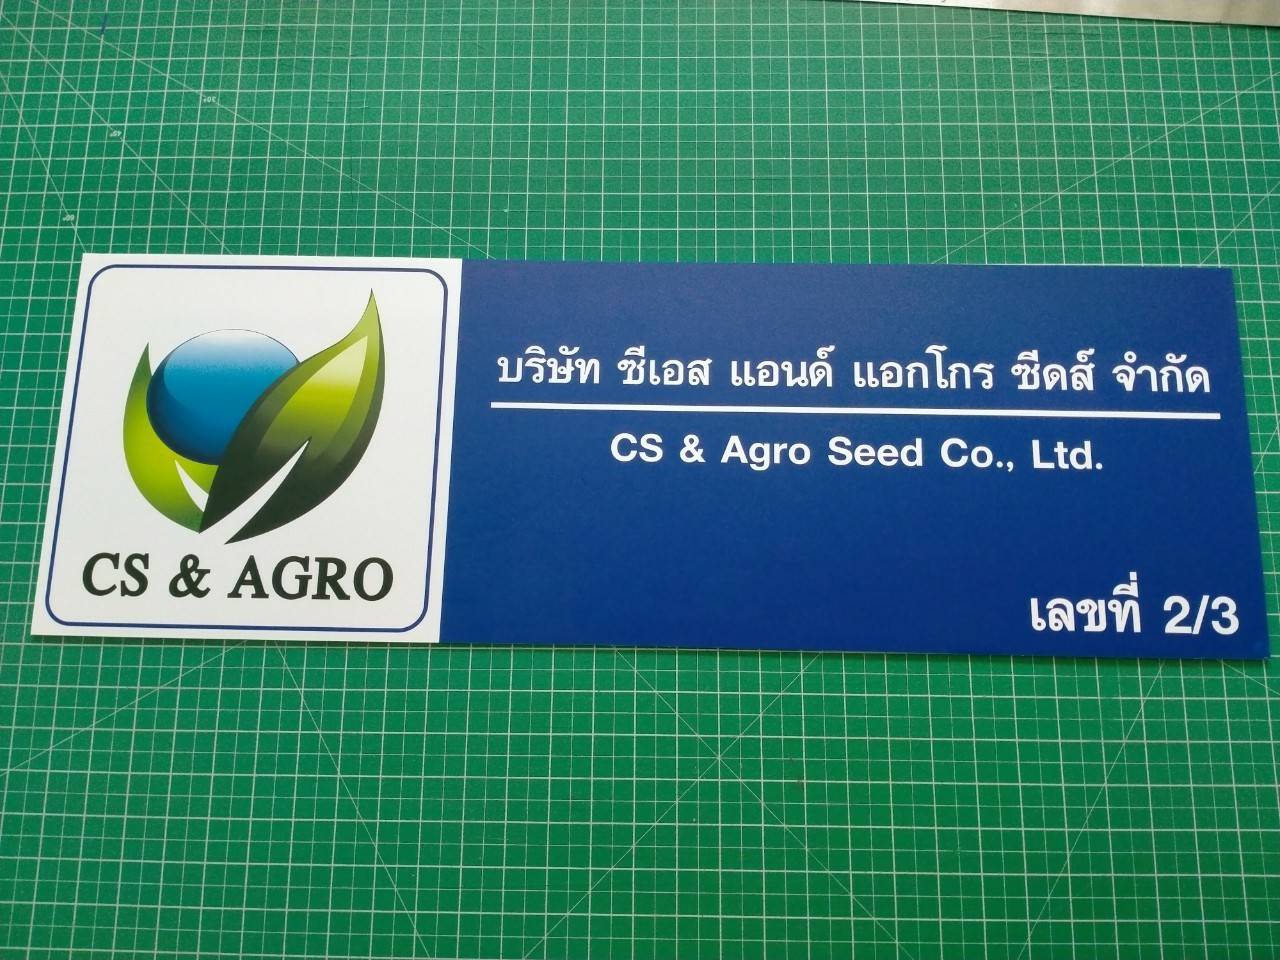 บริษัท ซีเอส แอนด์ แอกโกร ซีดส์ จำกัด
CS & Agro Seed Co., Ltd.
CS & AGRO
เลขที่ 2/3